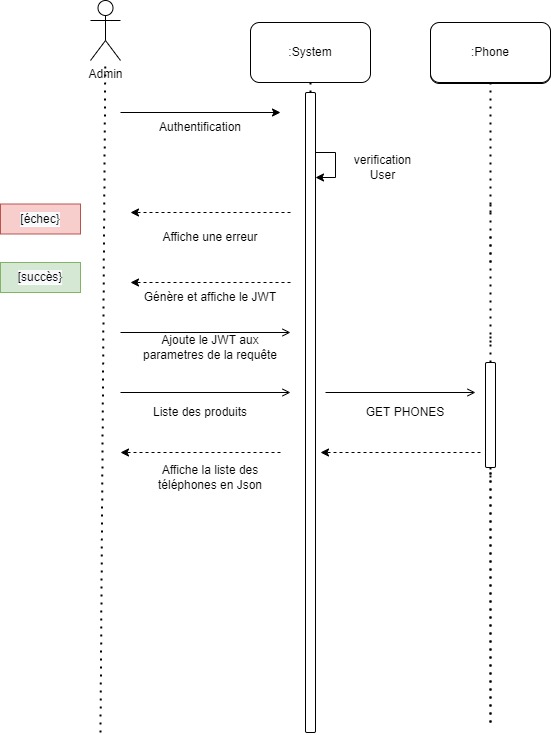 :System
:Phone
Admin
Authentification
verification
User
[échec}
Affiche une erreur
[succès}
Génère et affiche le JWT
Ajoute le JWT aux
parametres de la requête
Liste des produits
GET PHONES
Affiche la liste des
téléphones en Json